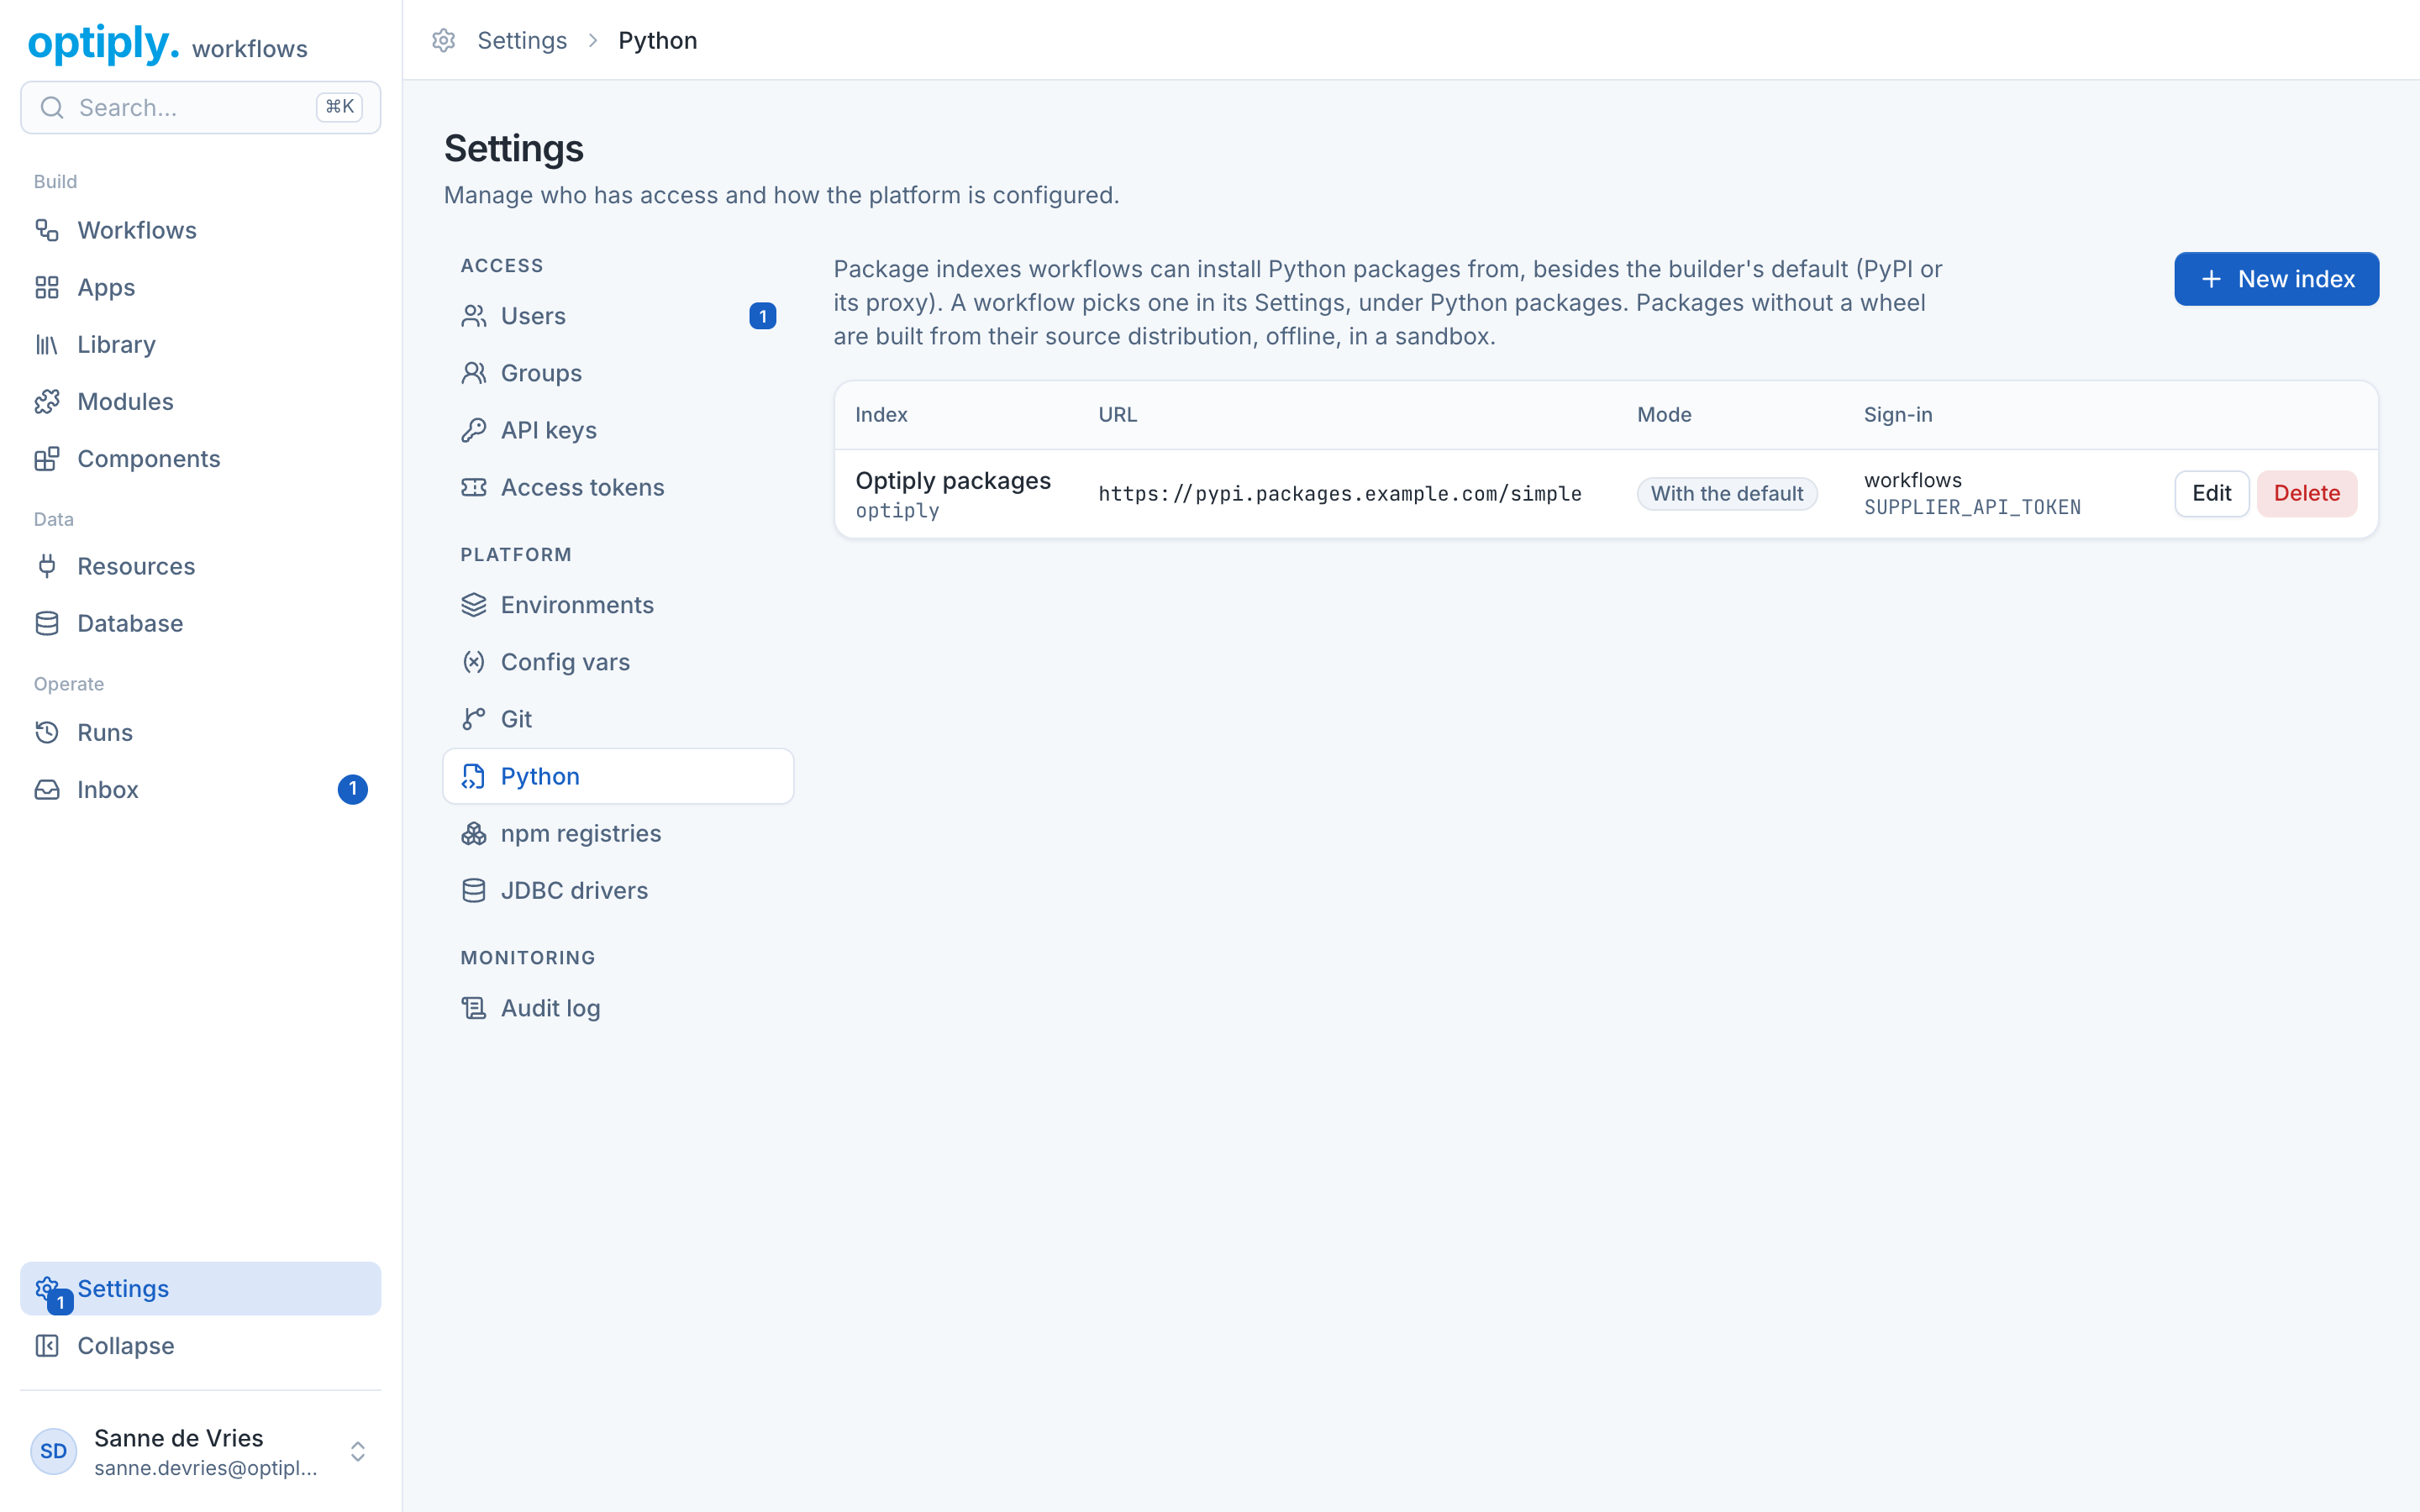 optiply. workflows
Search...
⌘K
Build
Workflows
Apps
Library
Modules
Components
Data
Resources
Database
Operate
Runs
Inbox
1
Settings
1
Collapse
SD
Sanne de Vries
sanne.devries@optipl...
Settings
Python
Settings
Manage who has access and how the platform is configured.
ACCESS
Users
1
Groups
API keys
Access tokens
PLATFORM
Environments
Config vars
Git
Python
npm registries
JDBC drivers
MONITORING
Audit log
Package indexes workflows can install Python packages from, besides the builder's default (PyPI or
its proxy). A workflow picks one in its Settings, under Python packages. Packages without a wheel
are built from their source distribution, offline, in a sandbox.
New index
Index
URL
Mode
Sign-in
Optiply packages
optiply
https://pypi.packages.example.com/simple
With the default
workflows
SUPPLIER_API_TOKEN
Edit
Delete